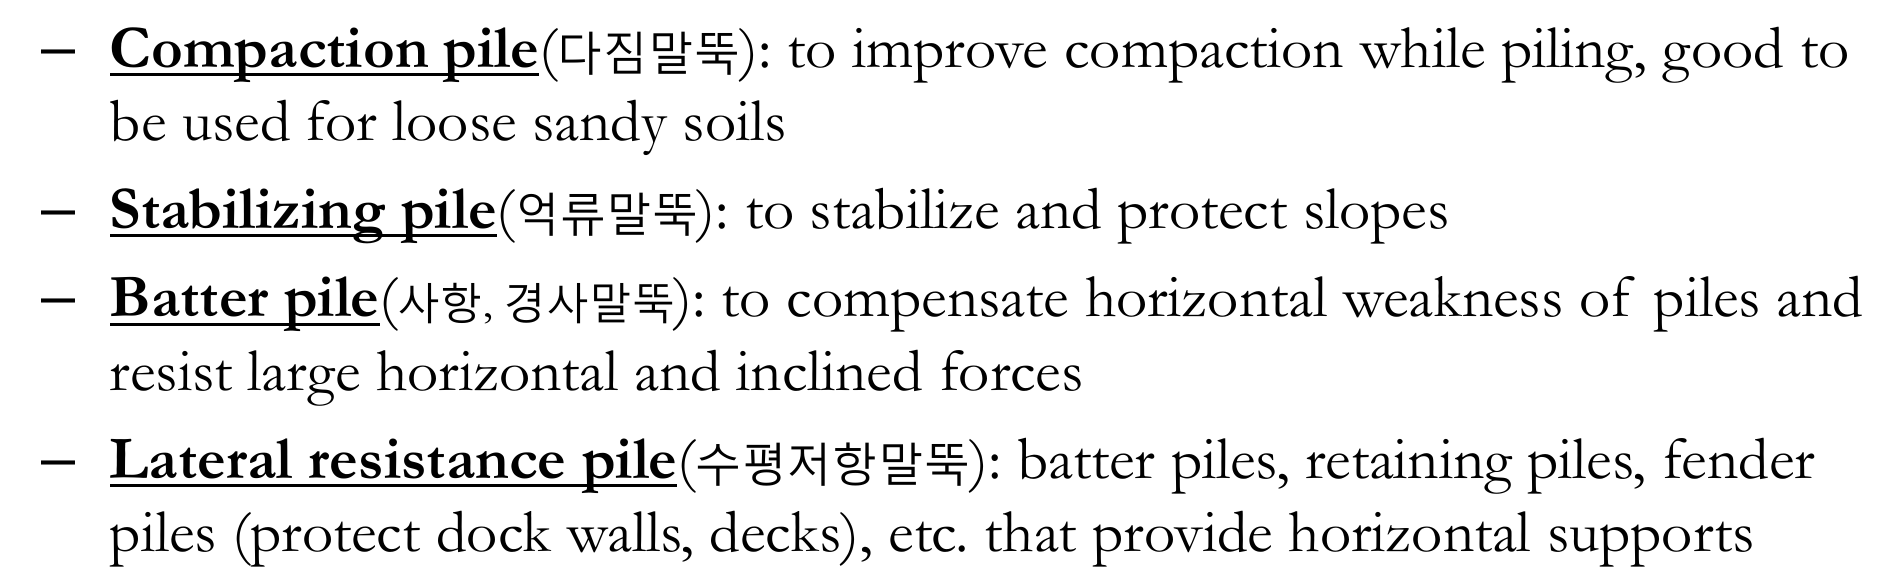 – Compaction pile(다짐말뚝): to improve compaction while piling, good to
be used for loose sandy soils
– Stabilizing pile(억류말뚝): to stabilize and protect slopes
– Batter pile(사항, 경사말뚝): to compensate horizontal weakness of piles and
resist large horizontal and inclined forces
– Lateral resistance pile(수평저항말뚝): batter piles, retaining piles, fender
piles (protect dock walls, decks), etc. that provide horizontal supports